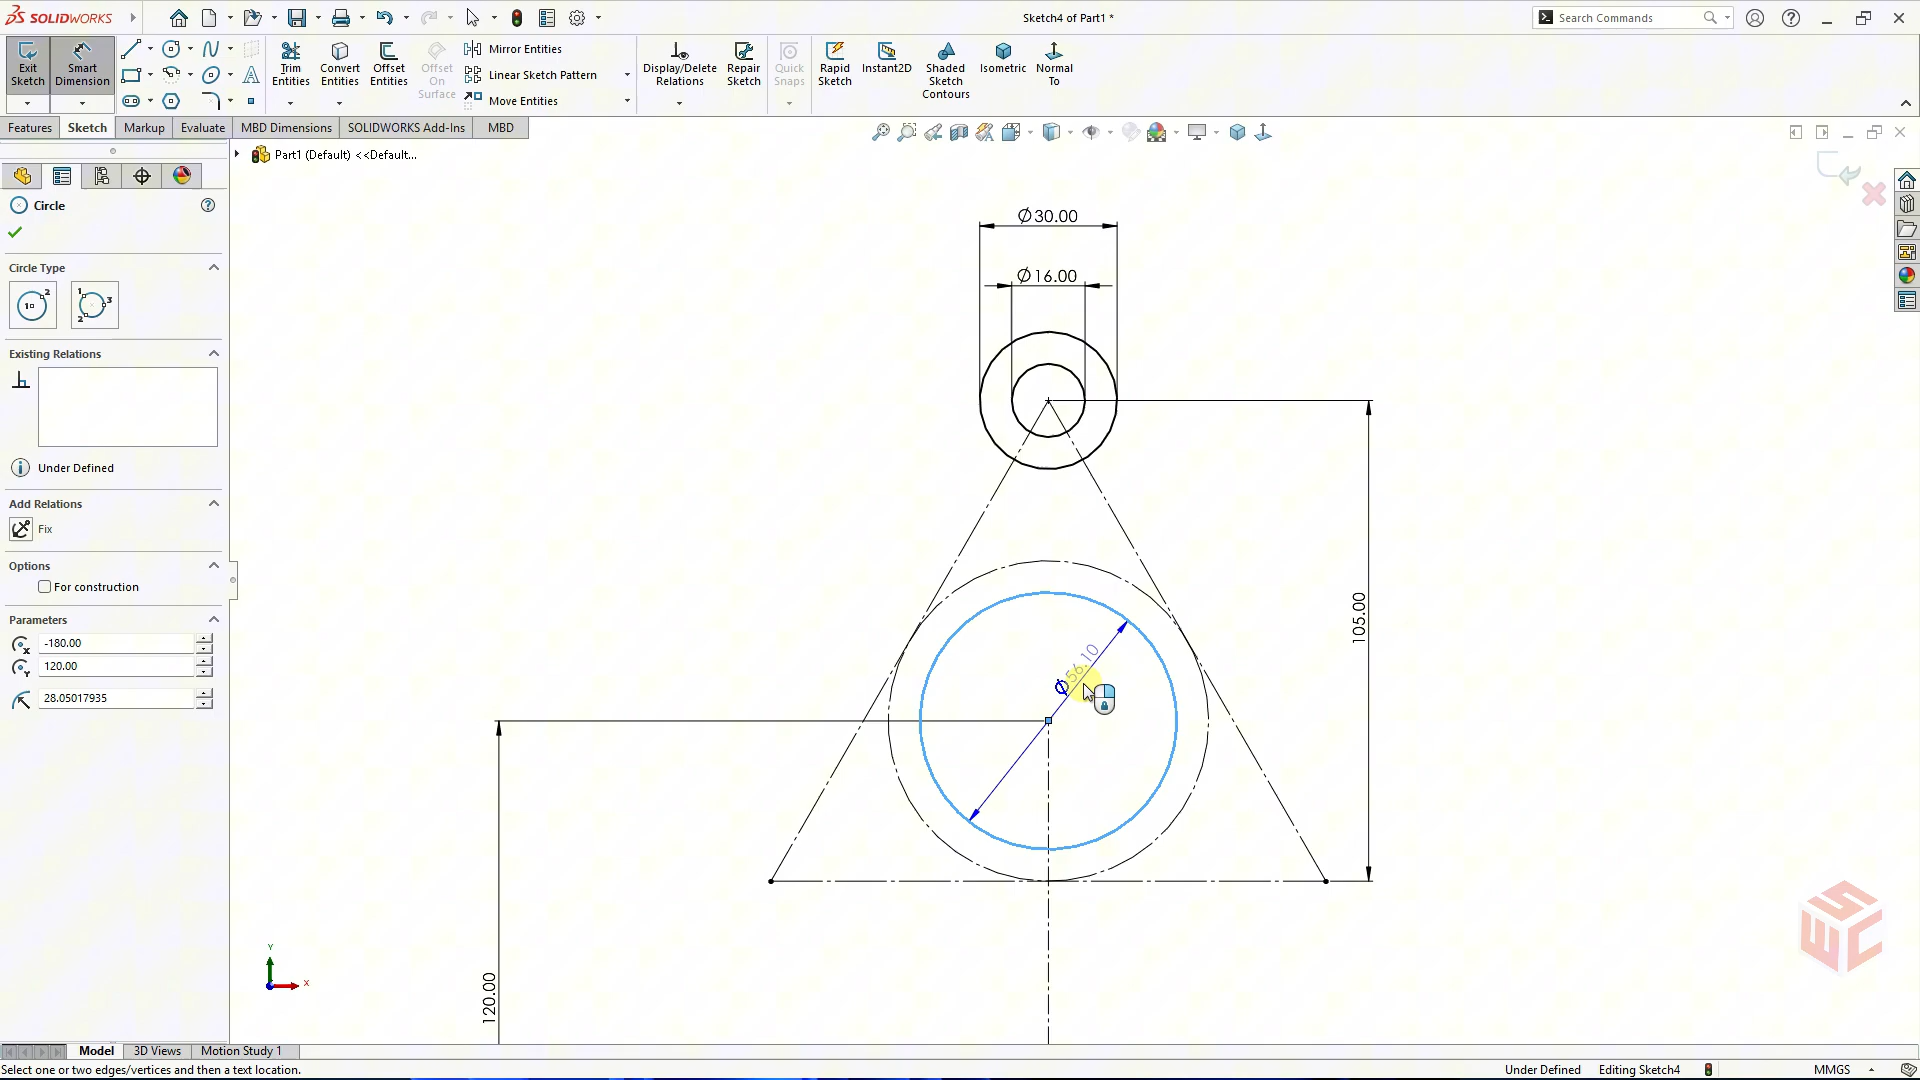 SOLIDWORKS
Sketch4 of Part1 *
Search Commands
Exit Sketch
Smart Dimension
Trim Entities
Convert Entities
Offset Entities
Offset On Surface
Mirror Entities
Linear Sketch Pattern
Move Entities
Display/Delete Relations
Repair Sketch
Quick Snaps
Rapid Sketch
Instant2D
Shaded Sketch Contours
Isometric
Normal To
Features
Sketch
Markup
Evaluate
MBD Dimensions
SOLIDWORKS Add-Ins
MBD
Part1 (Default) <<Default...
Circle
Circle Type
Existing Relations
Under Defined
Add Relations
Fix
Options
For construction
Parameters
-180.00
120.00
28.05017935
Ø30.00
Ø16.00
Ø56.10
105.00
120.00
Y
X
SWC
Model
3D Views
Motion Study 1
Select one or two edges/vertices and then a text location.
Under Defined
Editing Sketch4
MMGS